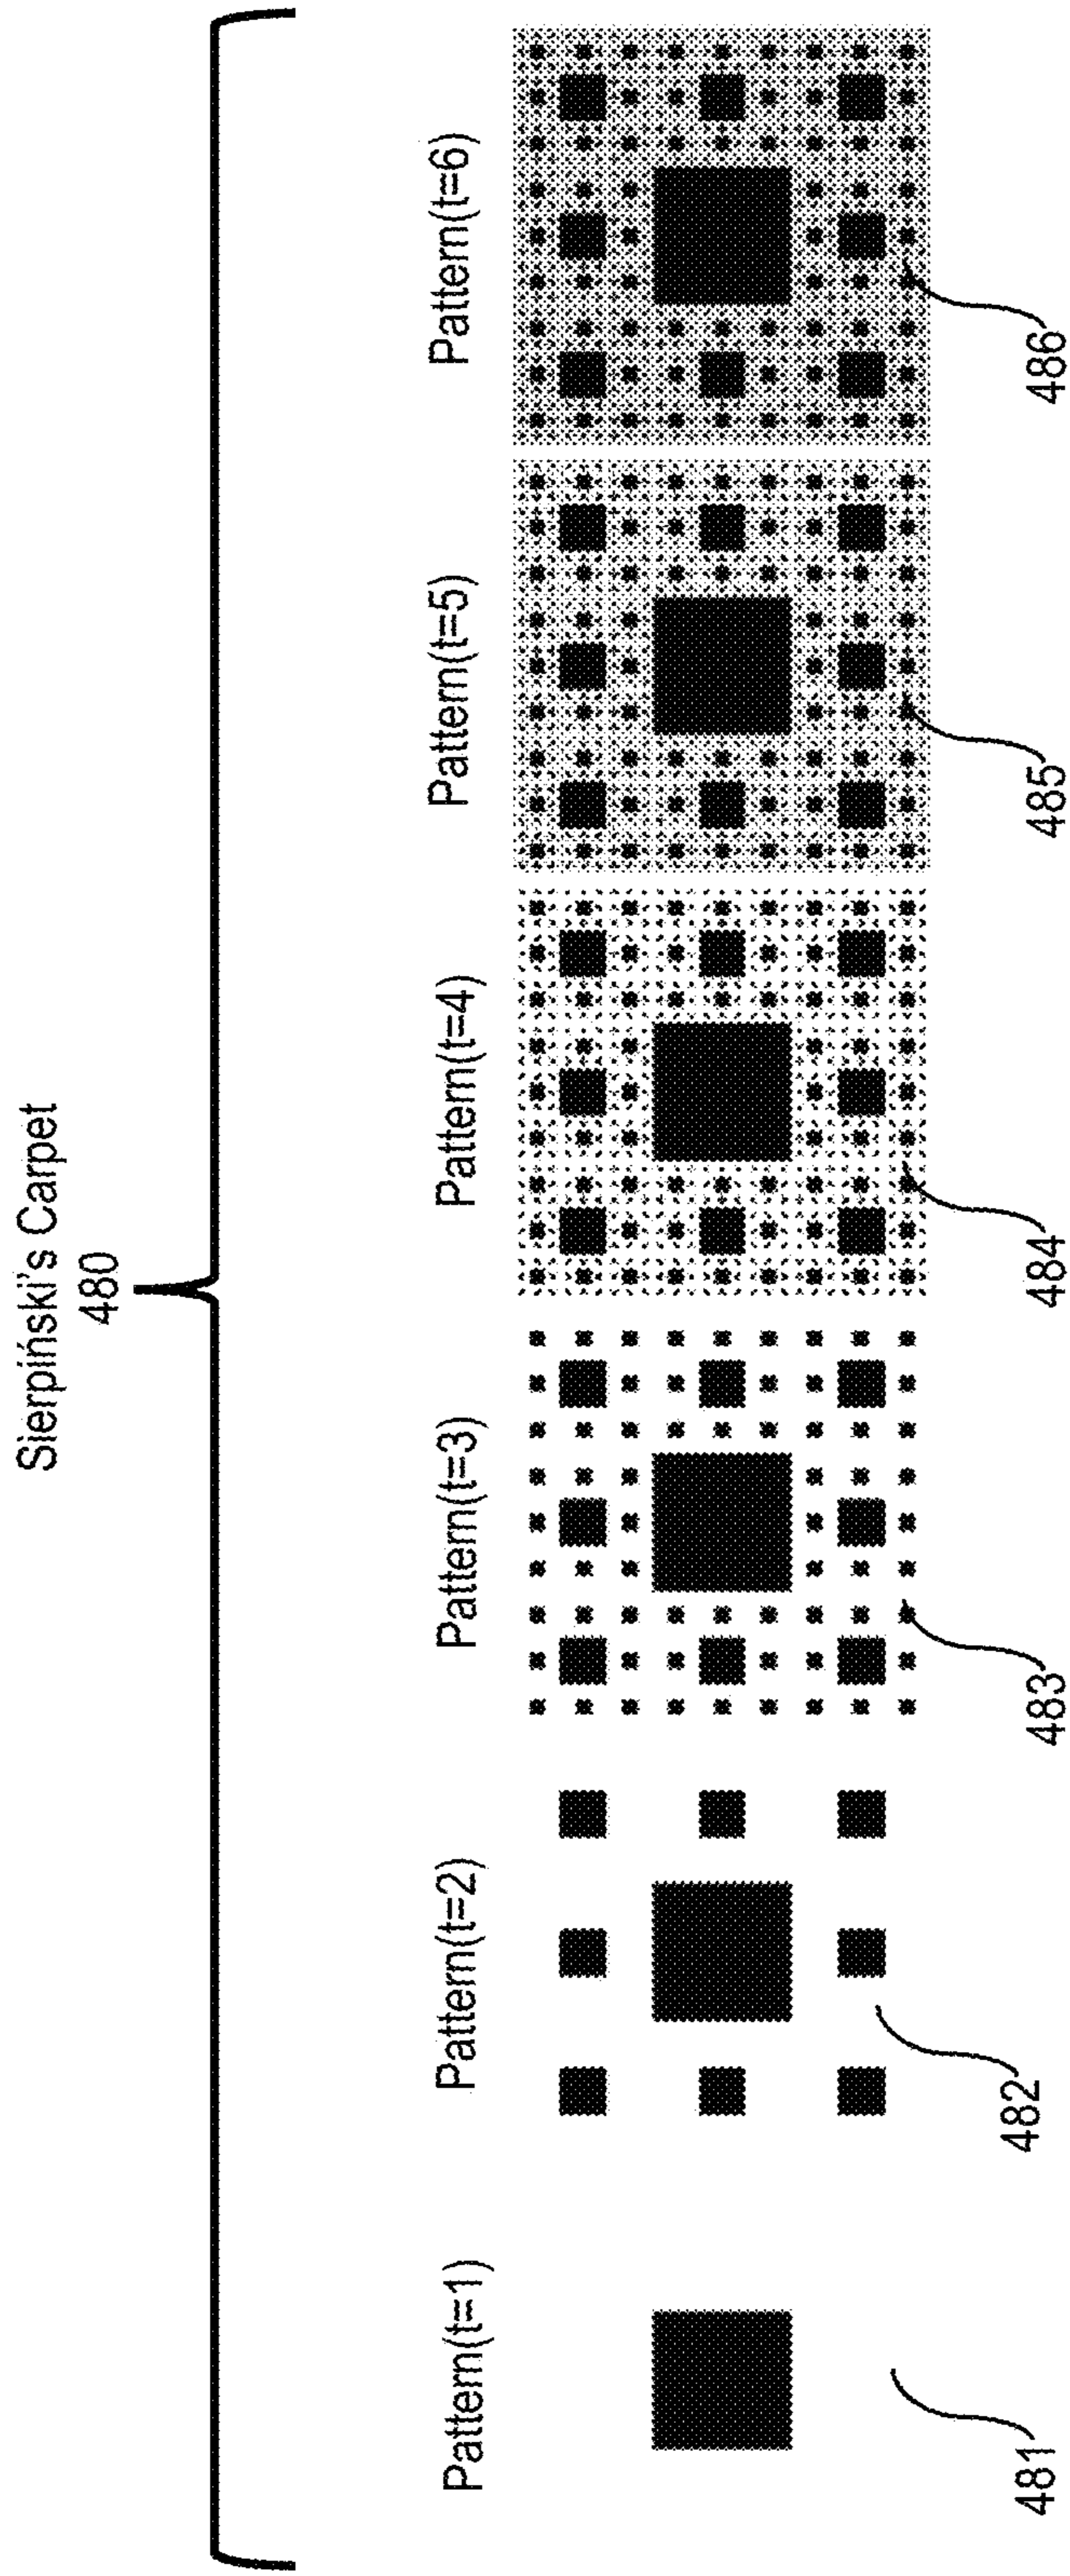 Sierpiński's Carpet
480
Pattern(t=1)
Pattern(t=2)
Pattern(t=3)
Pattern(t=4)
Pattern(t=5)
Pattern(t=6)
481
482
483
484
485
486